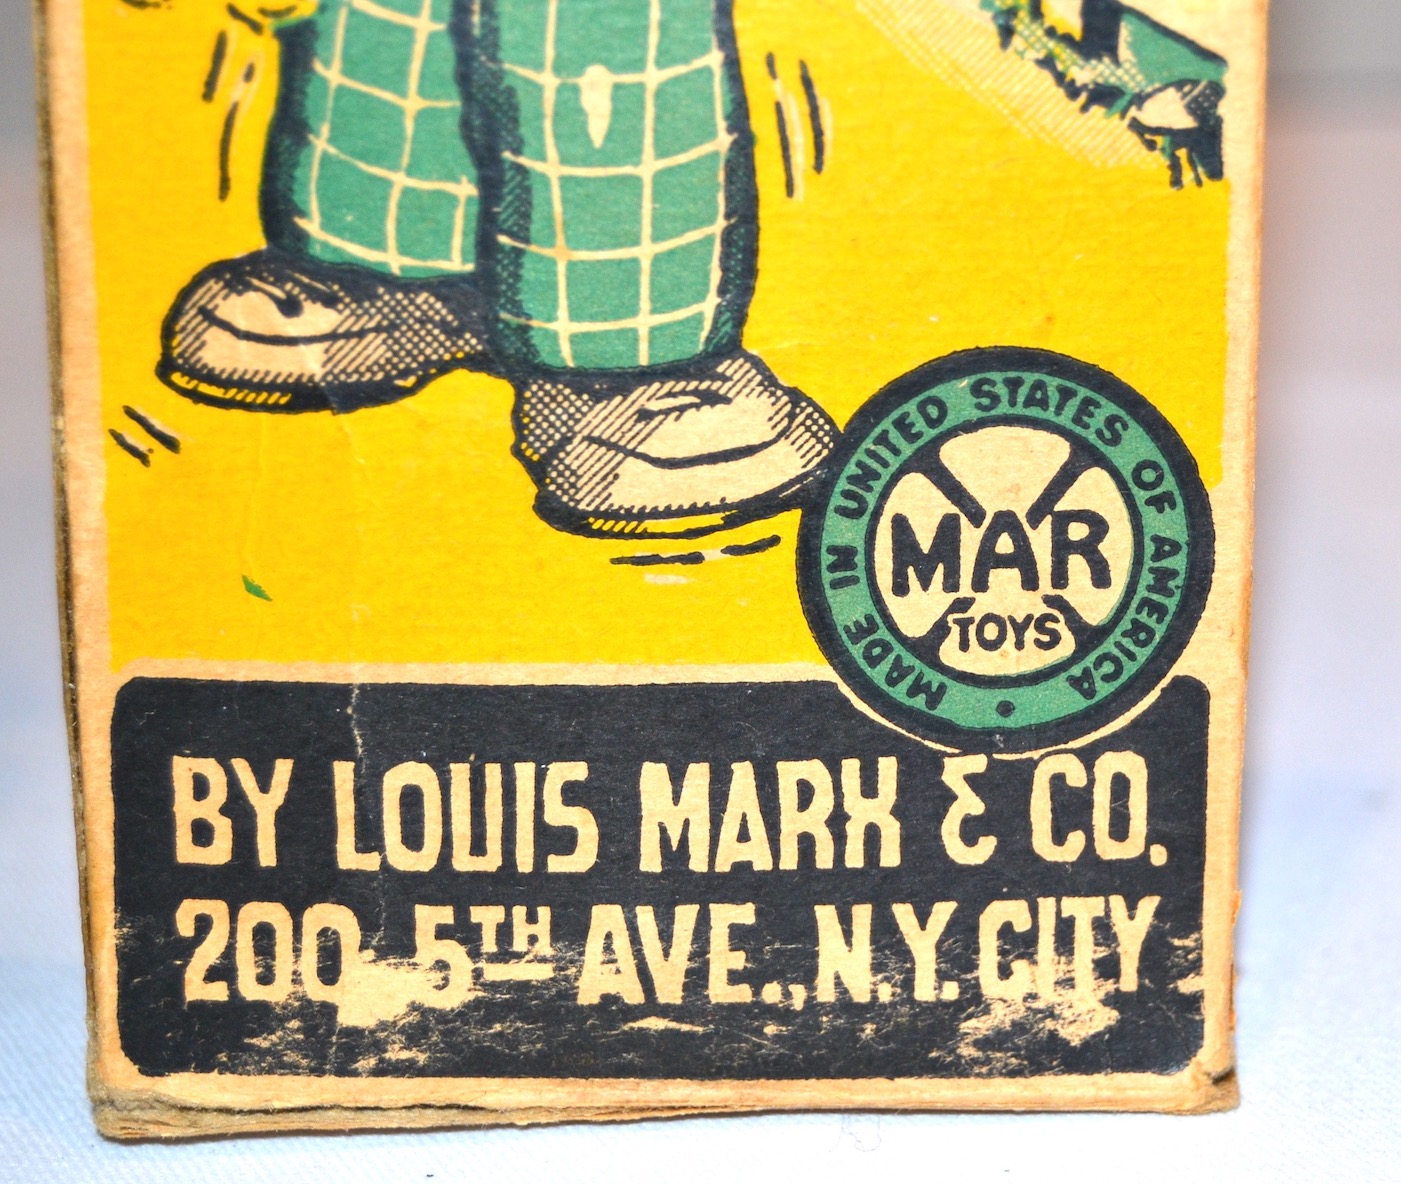 MADE IN UNITED STATES OF AMERICA •
MAR
TOYS
BY LOUIS MARX & CO.
200 5TH AVE., N.Y. CITY